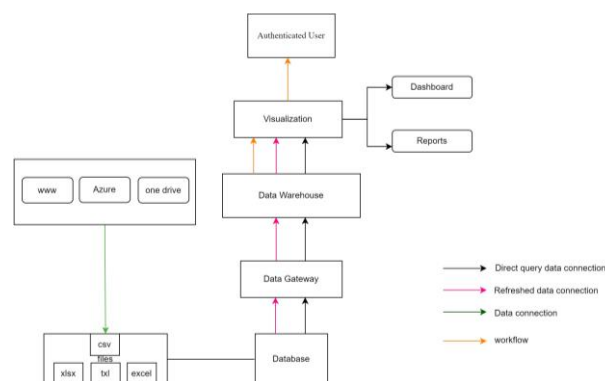 Authenticated User
Visualization
Dashboard
Reports
www
Azure
one drive
Data Warehouse
Data Gateway
Direct query data connection
Refreshed data connection
Data connection
workflow
csv
files
xlsx
txl
excel
Database